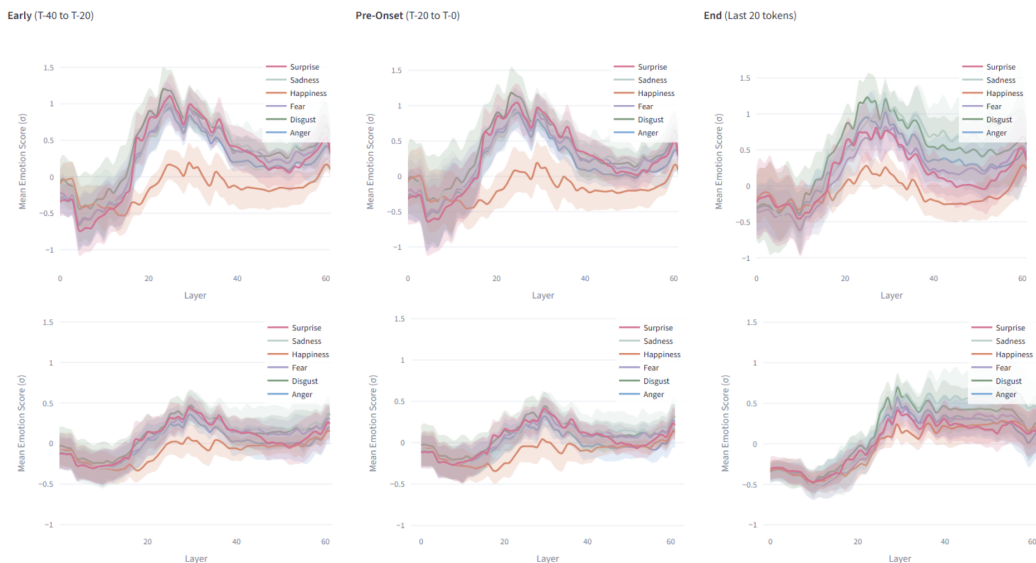 Early (T-40 to T-20)
Pre-Onset (T-20 to T-0)
End (Last 20 tokens)
Mean Emotion Score (σ)
1.5
1
0.5
0
−0.5
−1
0
20
40
60
Layer
Surprise
Sadness
Happiness
Fear
Disgust
Anger
Mean Emotion Score (σ)
1.5
1
0.5
0
−0.5
−1
0
20
40
60
Layer
Surprise
Sadness
Happiness
Fear
Disgust
Anger
Mean Emotion Score (σ)
1.5
1
0.5
0
−0.5
−1
0
20
40
60
Layer
Surprise
Sadness
Happiness
Fear
Disgust
Anger
Mean Emotion Score (σ)
1.5
1
0.5
0
−0.5
−1
20
40
60
Layer
Surprise
Sadness
Happiness
Fear
Disgust
Anger
Mean Emotion Score (σ)
1.5
1
0.5
0
−0.5
−1
0
20
40
60
Layer
Surprise
Sadness
Happiness
Fear
Disgust
Anger
Mean Emotion Score (σ)
1.5
1
0.5
0
−0.5
−1
0
20
40
60
Layer
Surprise
Sadness
Happiness
Fear
Disgust
Anger